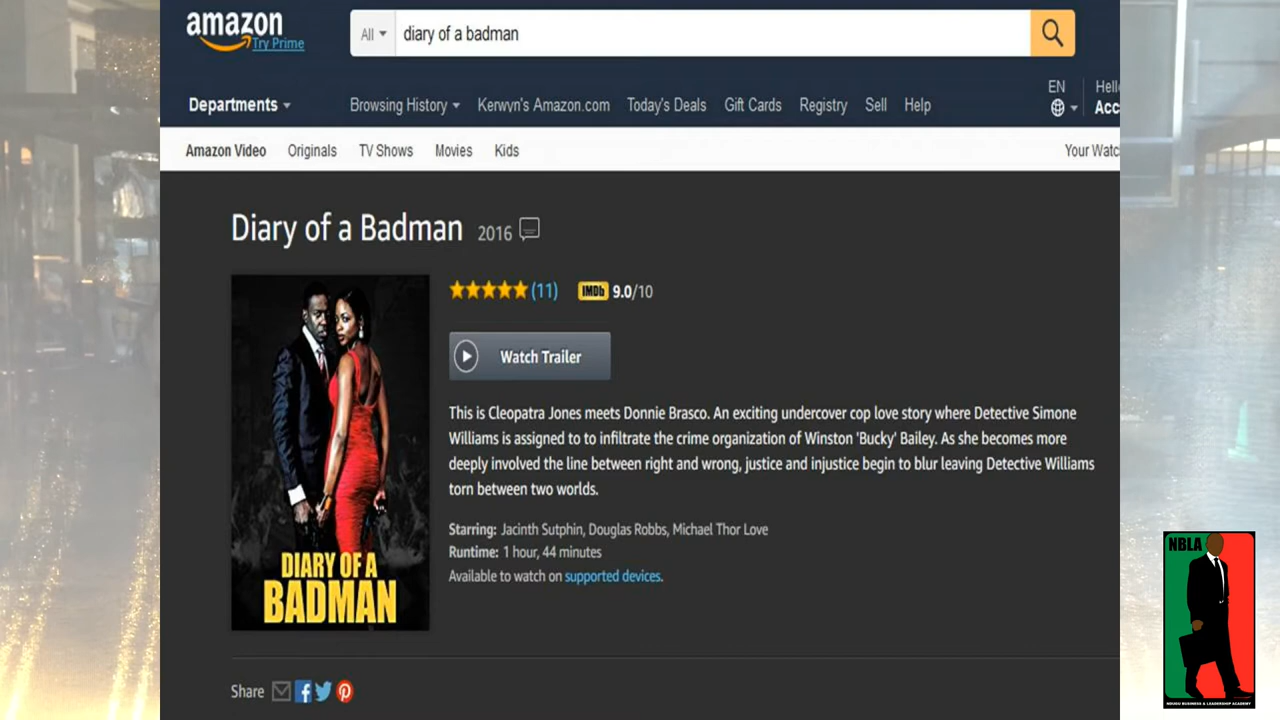 amazon
Try Prime
All
diary of a badman
Departments
Browsing History
Kerwyn's Amazon.com
Today's Deals
Gift Cards
Registry
Sell
Help
EN
Hell
Acc
Amazon Video
Originals
TV Shows
Movies
Kids
Your Watc
Diary of a Badman 2016
(11)
IMDb 9.0/10
Watch Trailer
This is Cleopatra Jones meets Donnie Brasco. An exciting undercover cop love story where Detective Simone
Williams is assigned to to infiltrate the crime organization of Winston 'Bucky' Bailey. As she becomes more
deeply involved the line between right and wrong, justice and injustice begin to blur leaving Detective Williams
torn between two worlds.
Starring: Jacinth Sutphin, Douglas Robbs, Michael Thor Love
Runtime: 1 hour, 44 minutes
Available to watch on supported devices.
DIARY OF A
BADMAN
Share
NBLA
NDUGU BUSINESS & LEADERSHIP ACADEMY